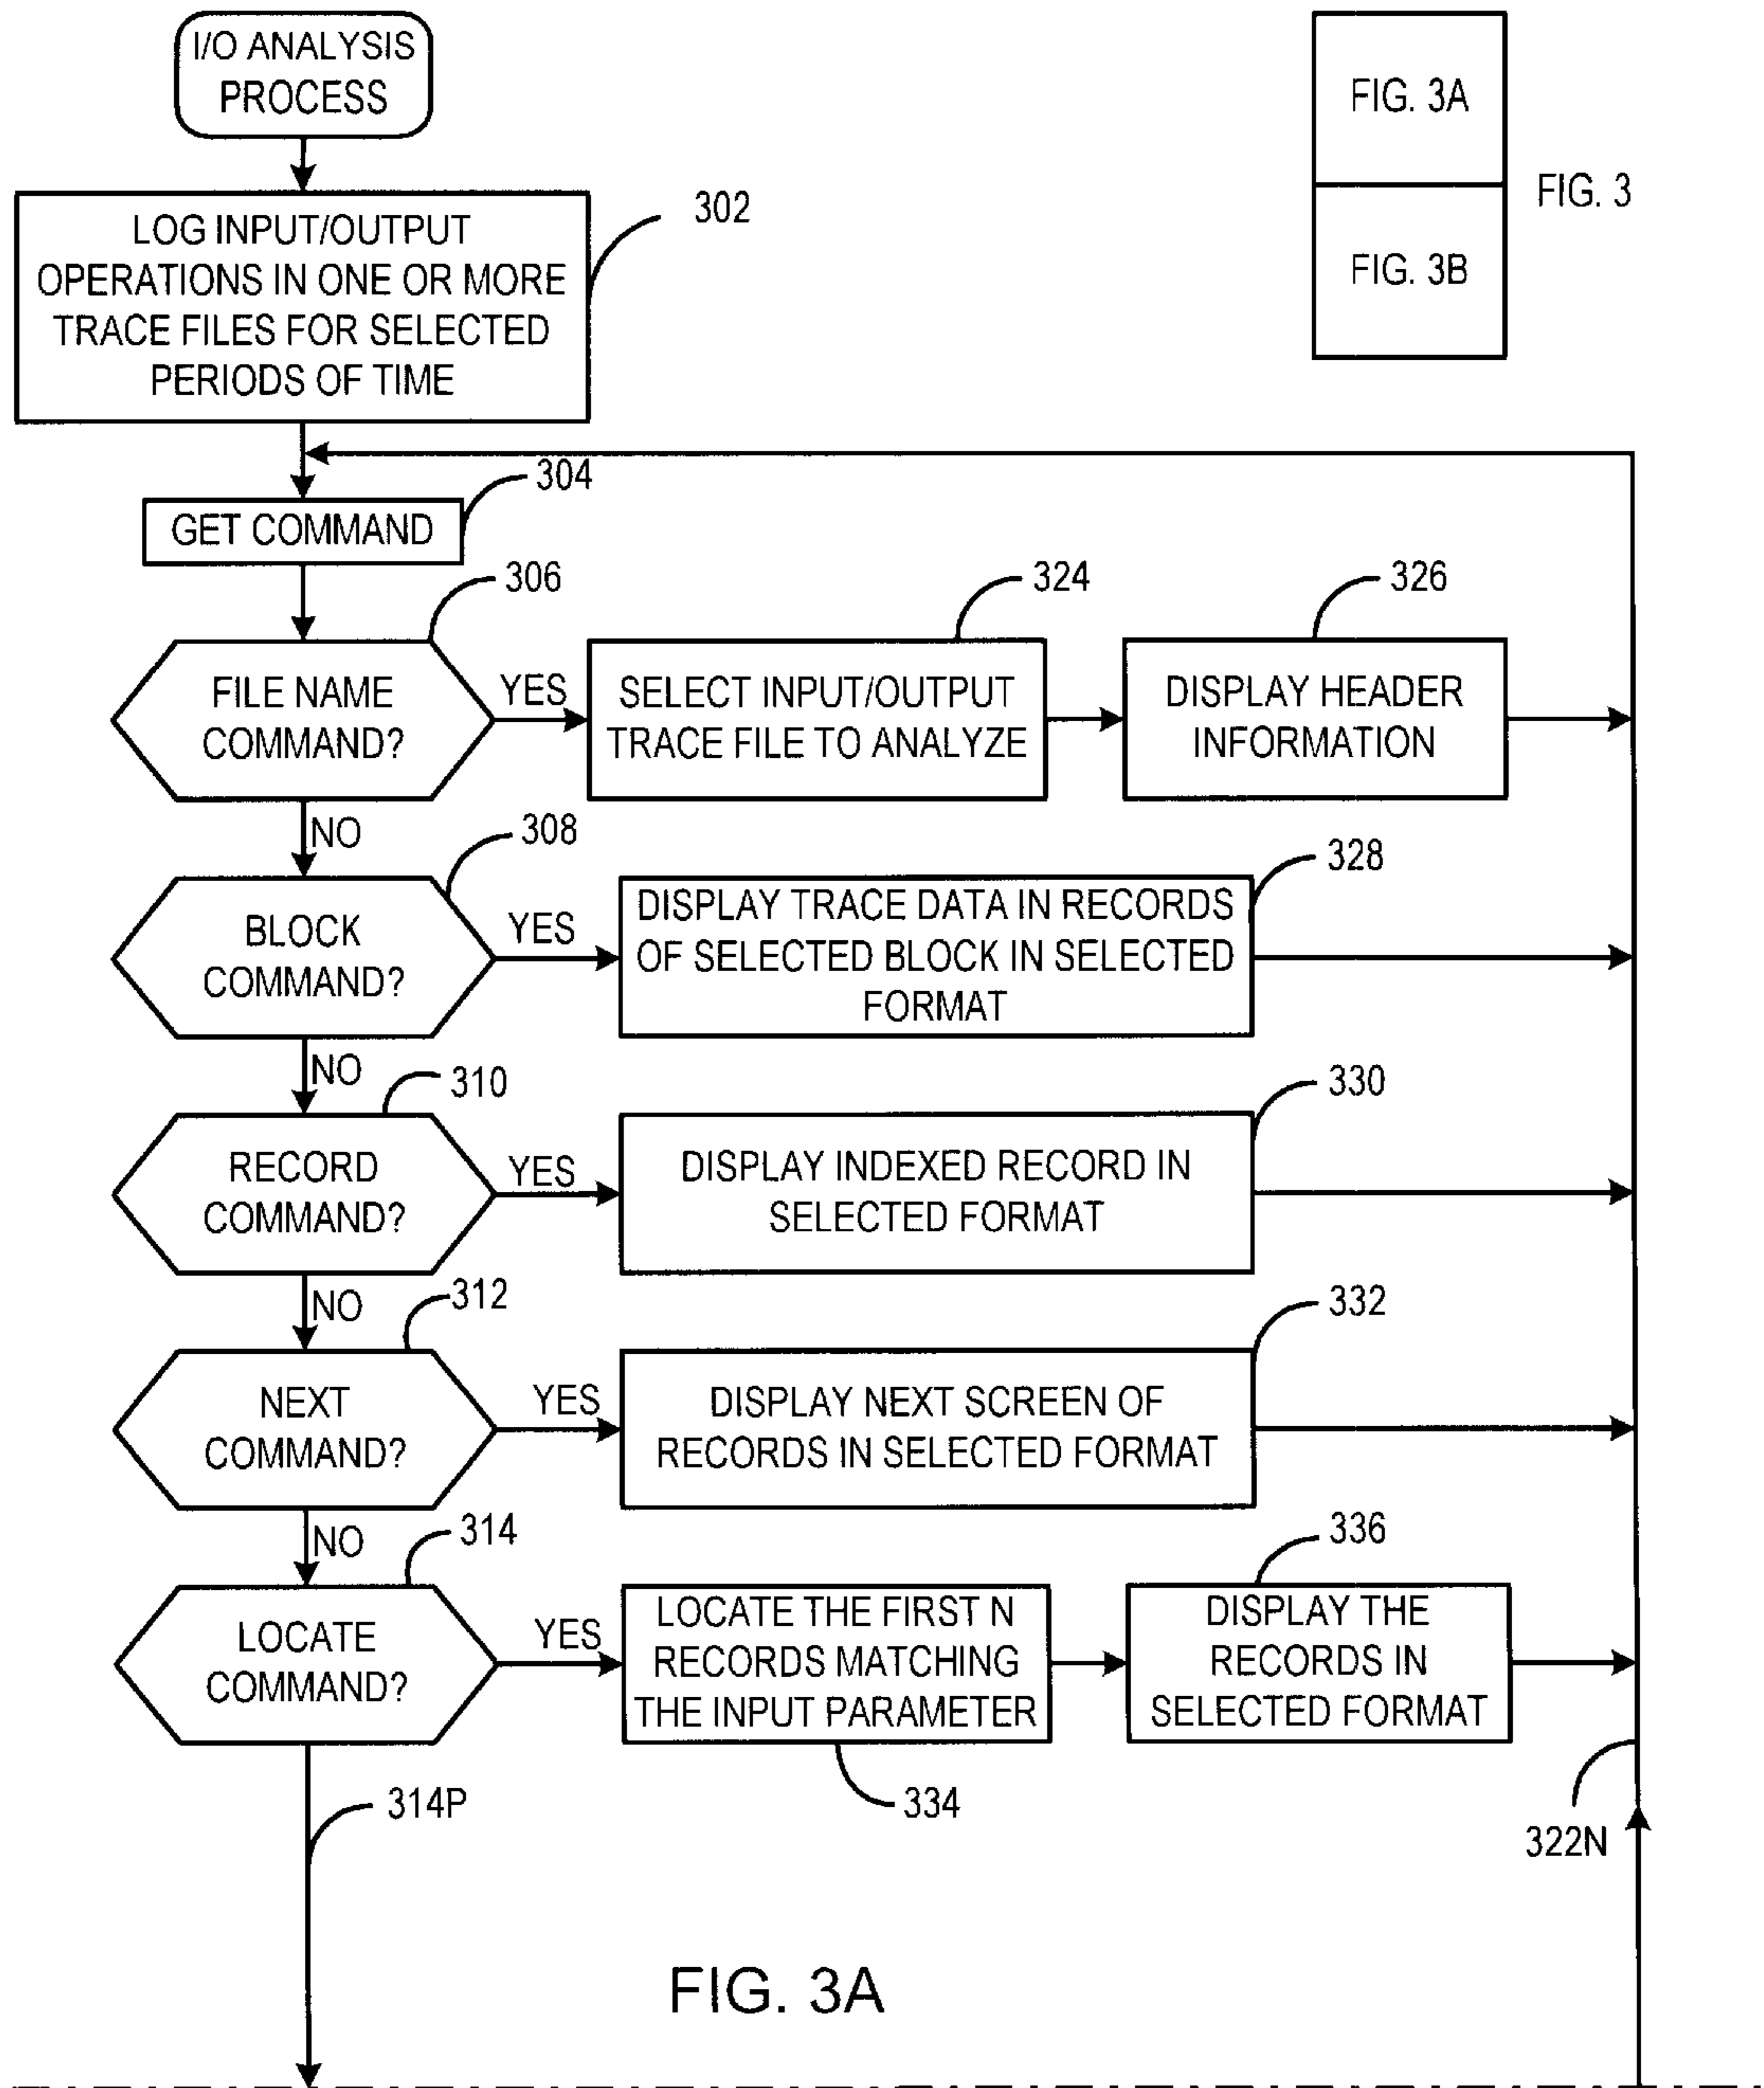 I/O ANALYSIS
PROCESS
FIG. 3A
FIG. 3B
FIG. 3
LOG INPUT/OUTPUT
OPERATIONS IN ONE OR MORE
TRACE FILES FOR SELECTED
PERIODS OF TIME
302
GET COMMAND
304
FILE NAME
COMMAND?
306
YES
SELECT INPUT/OUTPUT
TRACE FILE TO ANALYZE
324
DISPLAY HEADER
INFORMATION
326
NO
BLOCK
COMMAND?
308
YES
DISPLAY TRACE DATA IN RECORDS
OF SELECTED BLOCK IN SELECTED
FORMAT
328
NO
RECORD
COMMAND?
310
YES
DISPLAY INDEXED RECORD IN
SELECTED FORMAT
330
NO
NEXT
COMMAND?
312
YES
DISPLAY NEXT SCREEN OF
RECORDS IN SELECTED FORMAT
332
NO
LOCATE
COMMAND?
314
YES
LOCATE THE FIRST N
RECORDS MATCHING
THE INPUT PARAMETER
334
DISPLAY THE
RECORDS IN
SELECTED FORMAT
336
314P
322N
FIG. 3A